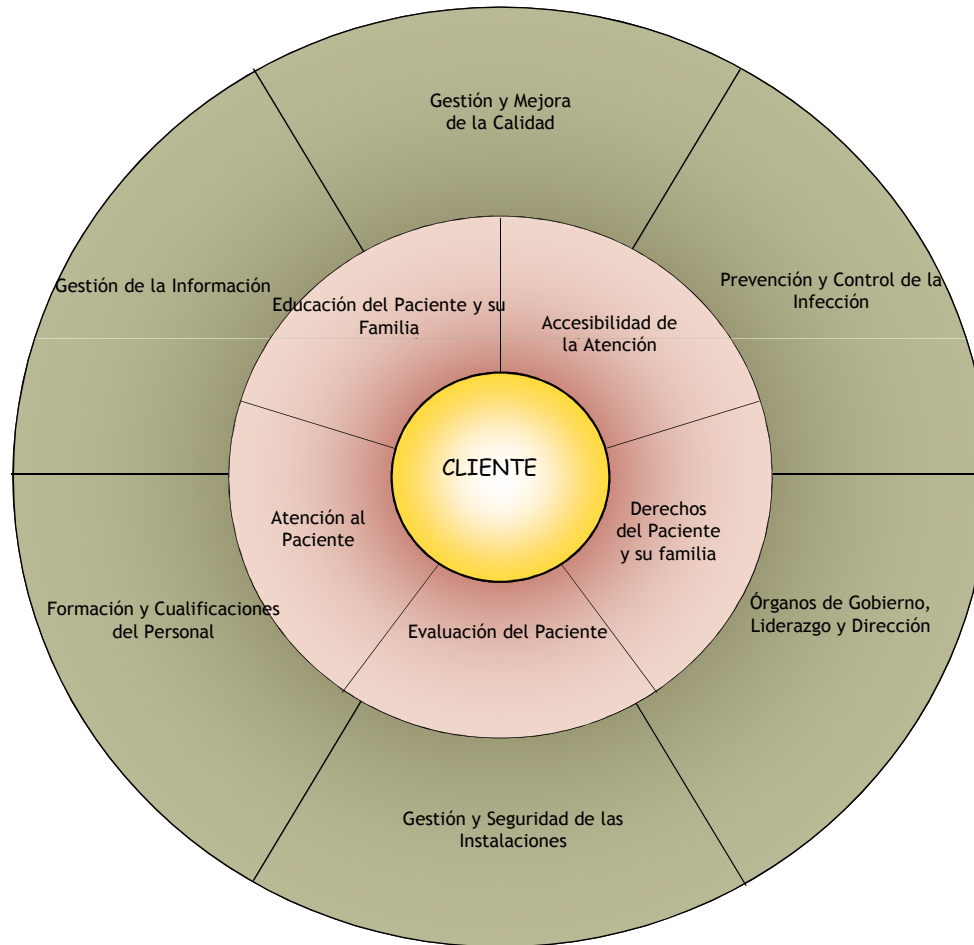 Gestión y Mejora
de la Calidad
Gestión de la Información
Prevención y Control de la
Infección
Educación del Paciente y su
Familia
Accesibilidad de
la Atención
CLIENTE
Atención al
Paciente
Derechos
del Paciente
y su familia
Formación y Cualificaciones
del Personal
Evaluación del Paciente
Órganos de Gobierno,
Liderazgo y Dirección
Gestión y Seguridad de las
Instalaciones